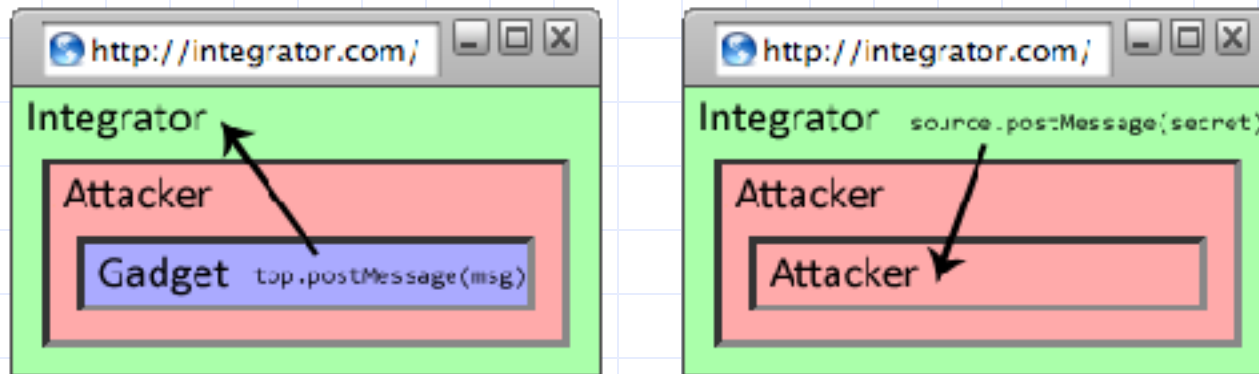 http://integrator.com/
Integrator
Attacker
Gadget top.postMessage(msg)
http://integrator.com/
Integrator source.postMessage(secret)
Attacker
Attacker